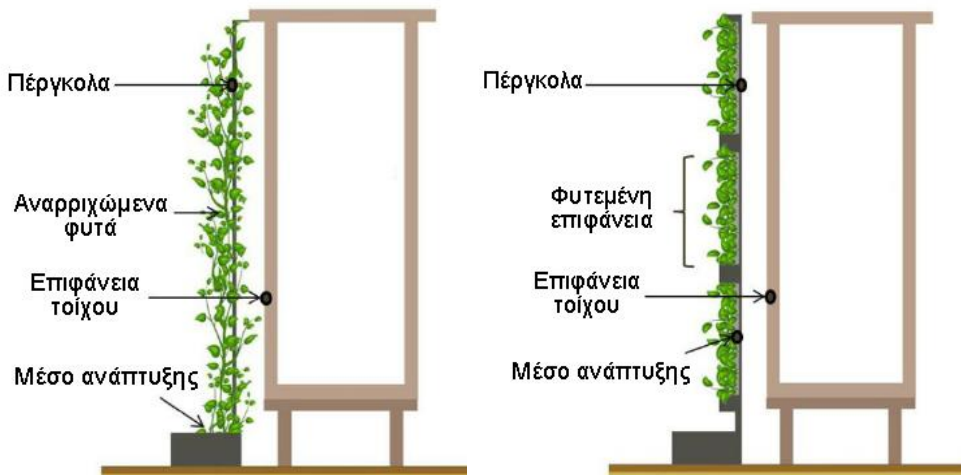 Πέργκολα
Αναρριχώμενα
φυτά
Επιφάνεια
τοίχου
Μέσο ανάπτυξης
Πέργκολα
Φυτεμένη
επιφάνεια
Επιφάνεια
τοίχου
Μέσο ανάπτυξης